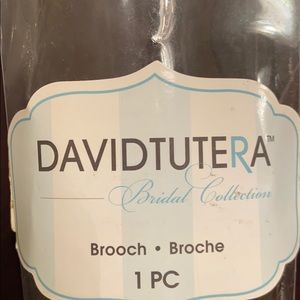 DAVIDTUTERA™
Bridal Collection
Brooch • Broche
1 PC